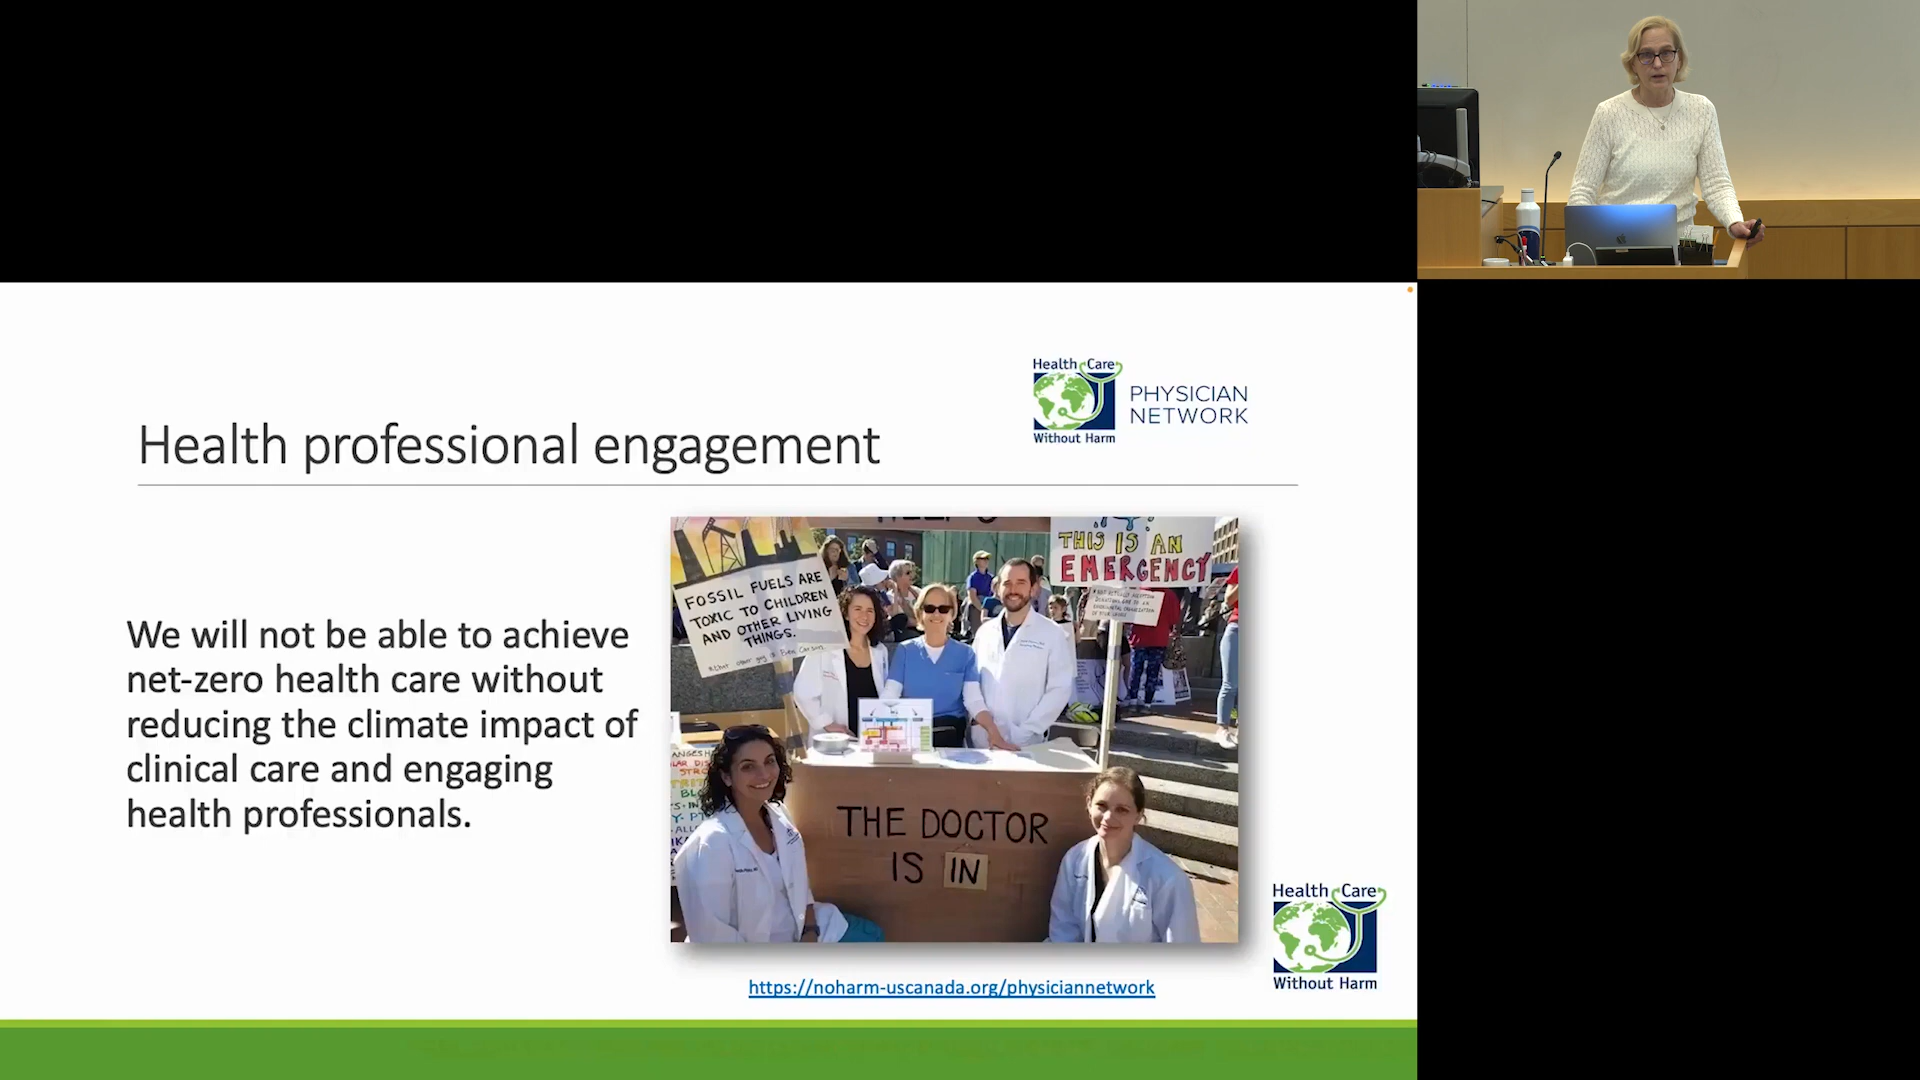 Health Care
Without Harm
PHYSICIAN
NETWORK
Health professional engagement
We will not be able to achieve
net-zero health care without
reducing the climate impact of
clinical care and engaging
health professionals.
FOSSIL FUELS ARE
TOXIC TO CHILDREN
AND OTHER LIVING
THINGS.
THIS IS AN
EMERGENCY
THE DOCTOR
IS IN
https://noharm-uscanada.org/physiciannetwork
Health Care
Without Harm